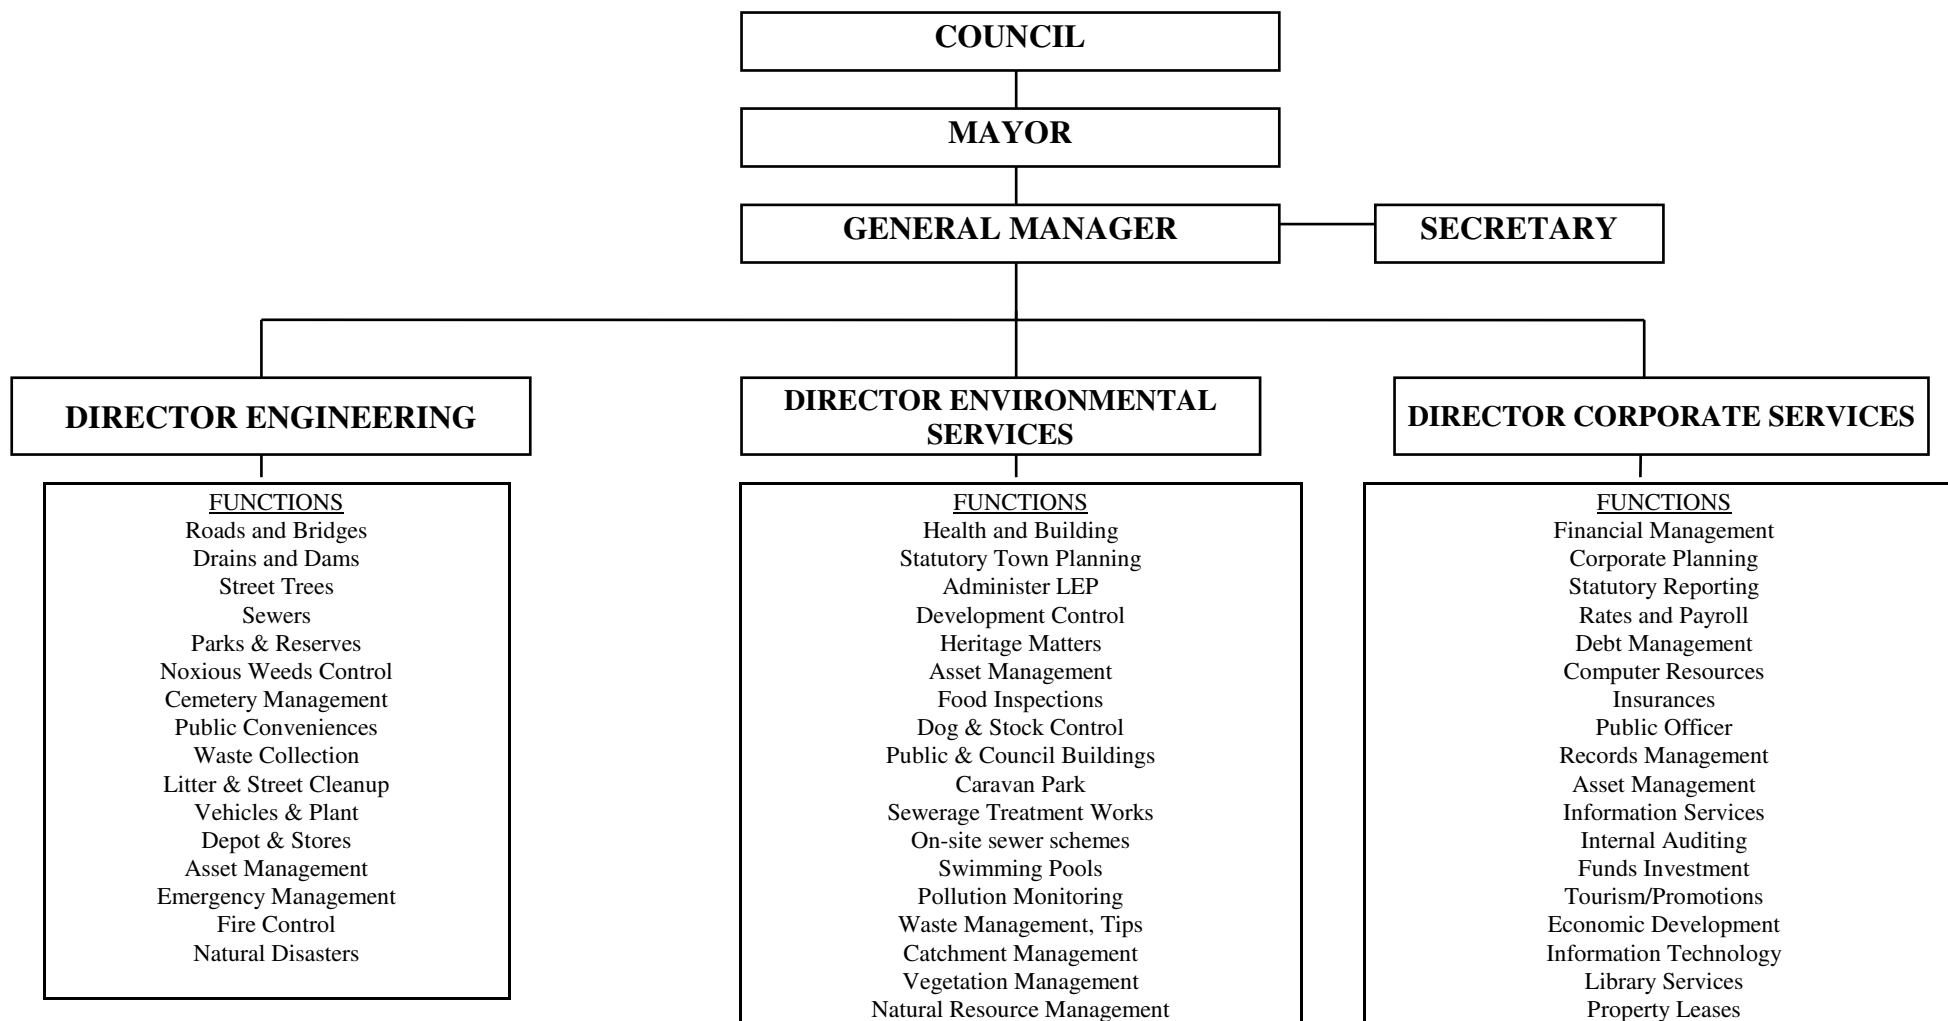 COUNCIL
MAYOR
GENERAL MANAGER
SECRETARY
DIRECTOR ENGINEERING
DIRECTOR ENVIRONMENTAL
SERVICES
DIRECTOR CORPORATE SERVICES
FUNCTIONS
Roads and Bridges
Drains and Dams
Street Trees
Sewers
Parks & Reserves
Noxious Weeds Control
Cemetery Management
Public Conveniences
Waste Collection
Litter & Street Cleanup
Vehicles & Plant
Depot & Stores
Asset Management
Emergency Management
Fire Control
Natural Disasters
FUNCTIONS
Health and Building
Statutory Town Planning
Administer LEP
Development Control
Heritage Matters
Asset Management
Food Inspections
Dog & Stock Control
Public & Council Buildings
Caravan Park
Sewerage Treatment Works
On-site sewer schemes
Swimming Pools
Pollution Monitoring
Waste Management, Tips
Catchment Management
Vegetation Management
Natural Resource Management
FUNCTIONS
Financial Management
Corporate Planning
Statutory Reporting
Rates and Payroll
Debt Management
Computer Resources
Insurances
Public Officer
Records Management
Asset Management
Information Services
Internal Auditing
Funds Investment
Tourism/Promotions
Economic Development
Information Technology
Library Services
Property Leases